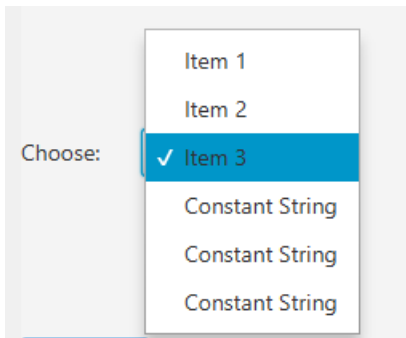 Item 1
Item 2
Choose:
✓ Item 3
Constant String
Constant String
Constant String